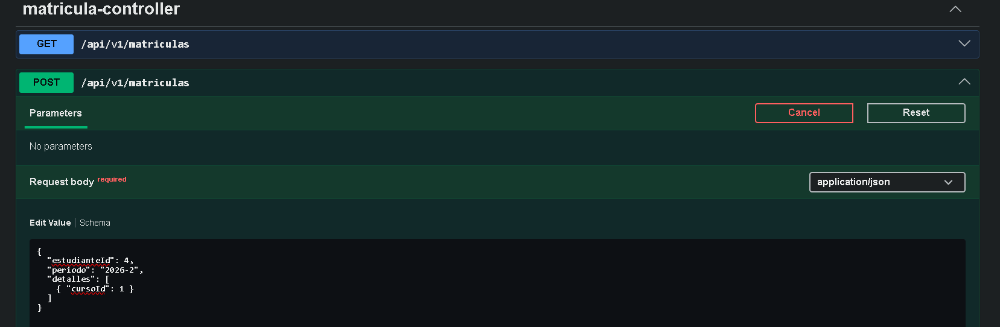 matricula-controller
GET /api/v1/matriculas
POST /api/v1/matriculas
Parameters
Cancel
Reset
No parameters
Request body required
application/json
Edit Value | Schema
{
  "estudianteId": 4,
  "periodo": "2026-2",
  "detalles": [
    { "cursoId": 1 }
  ]
}